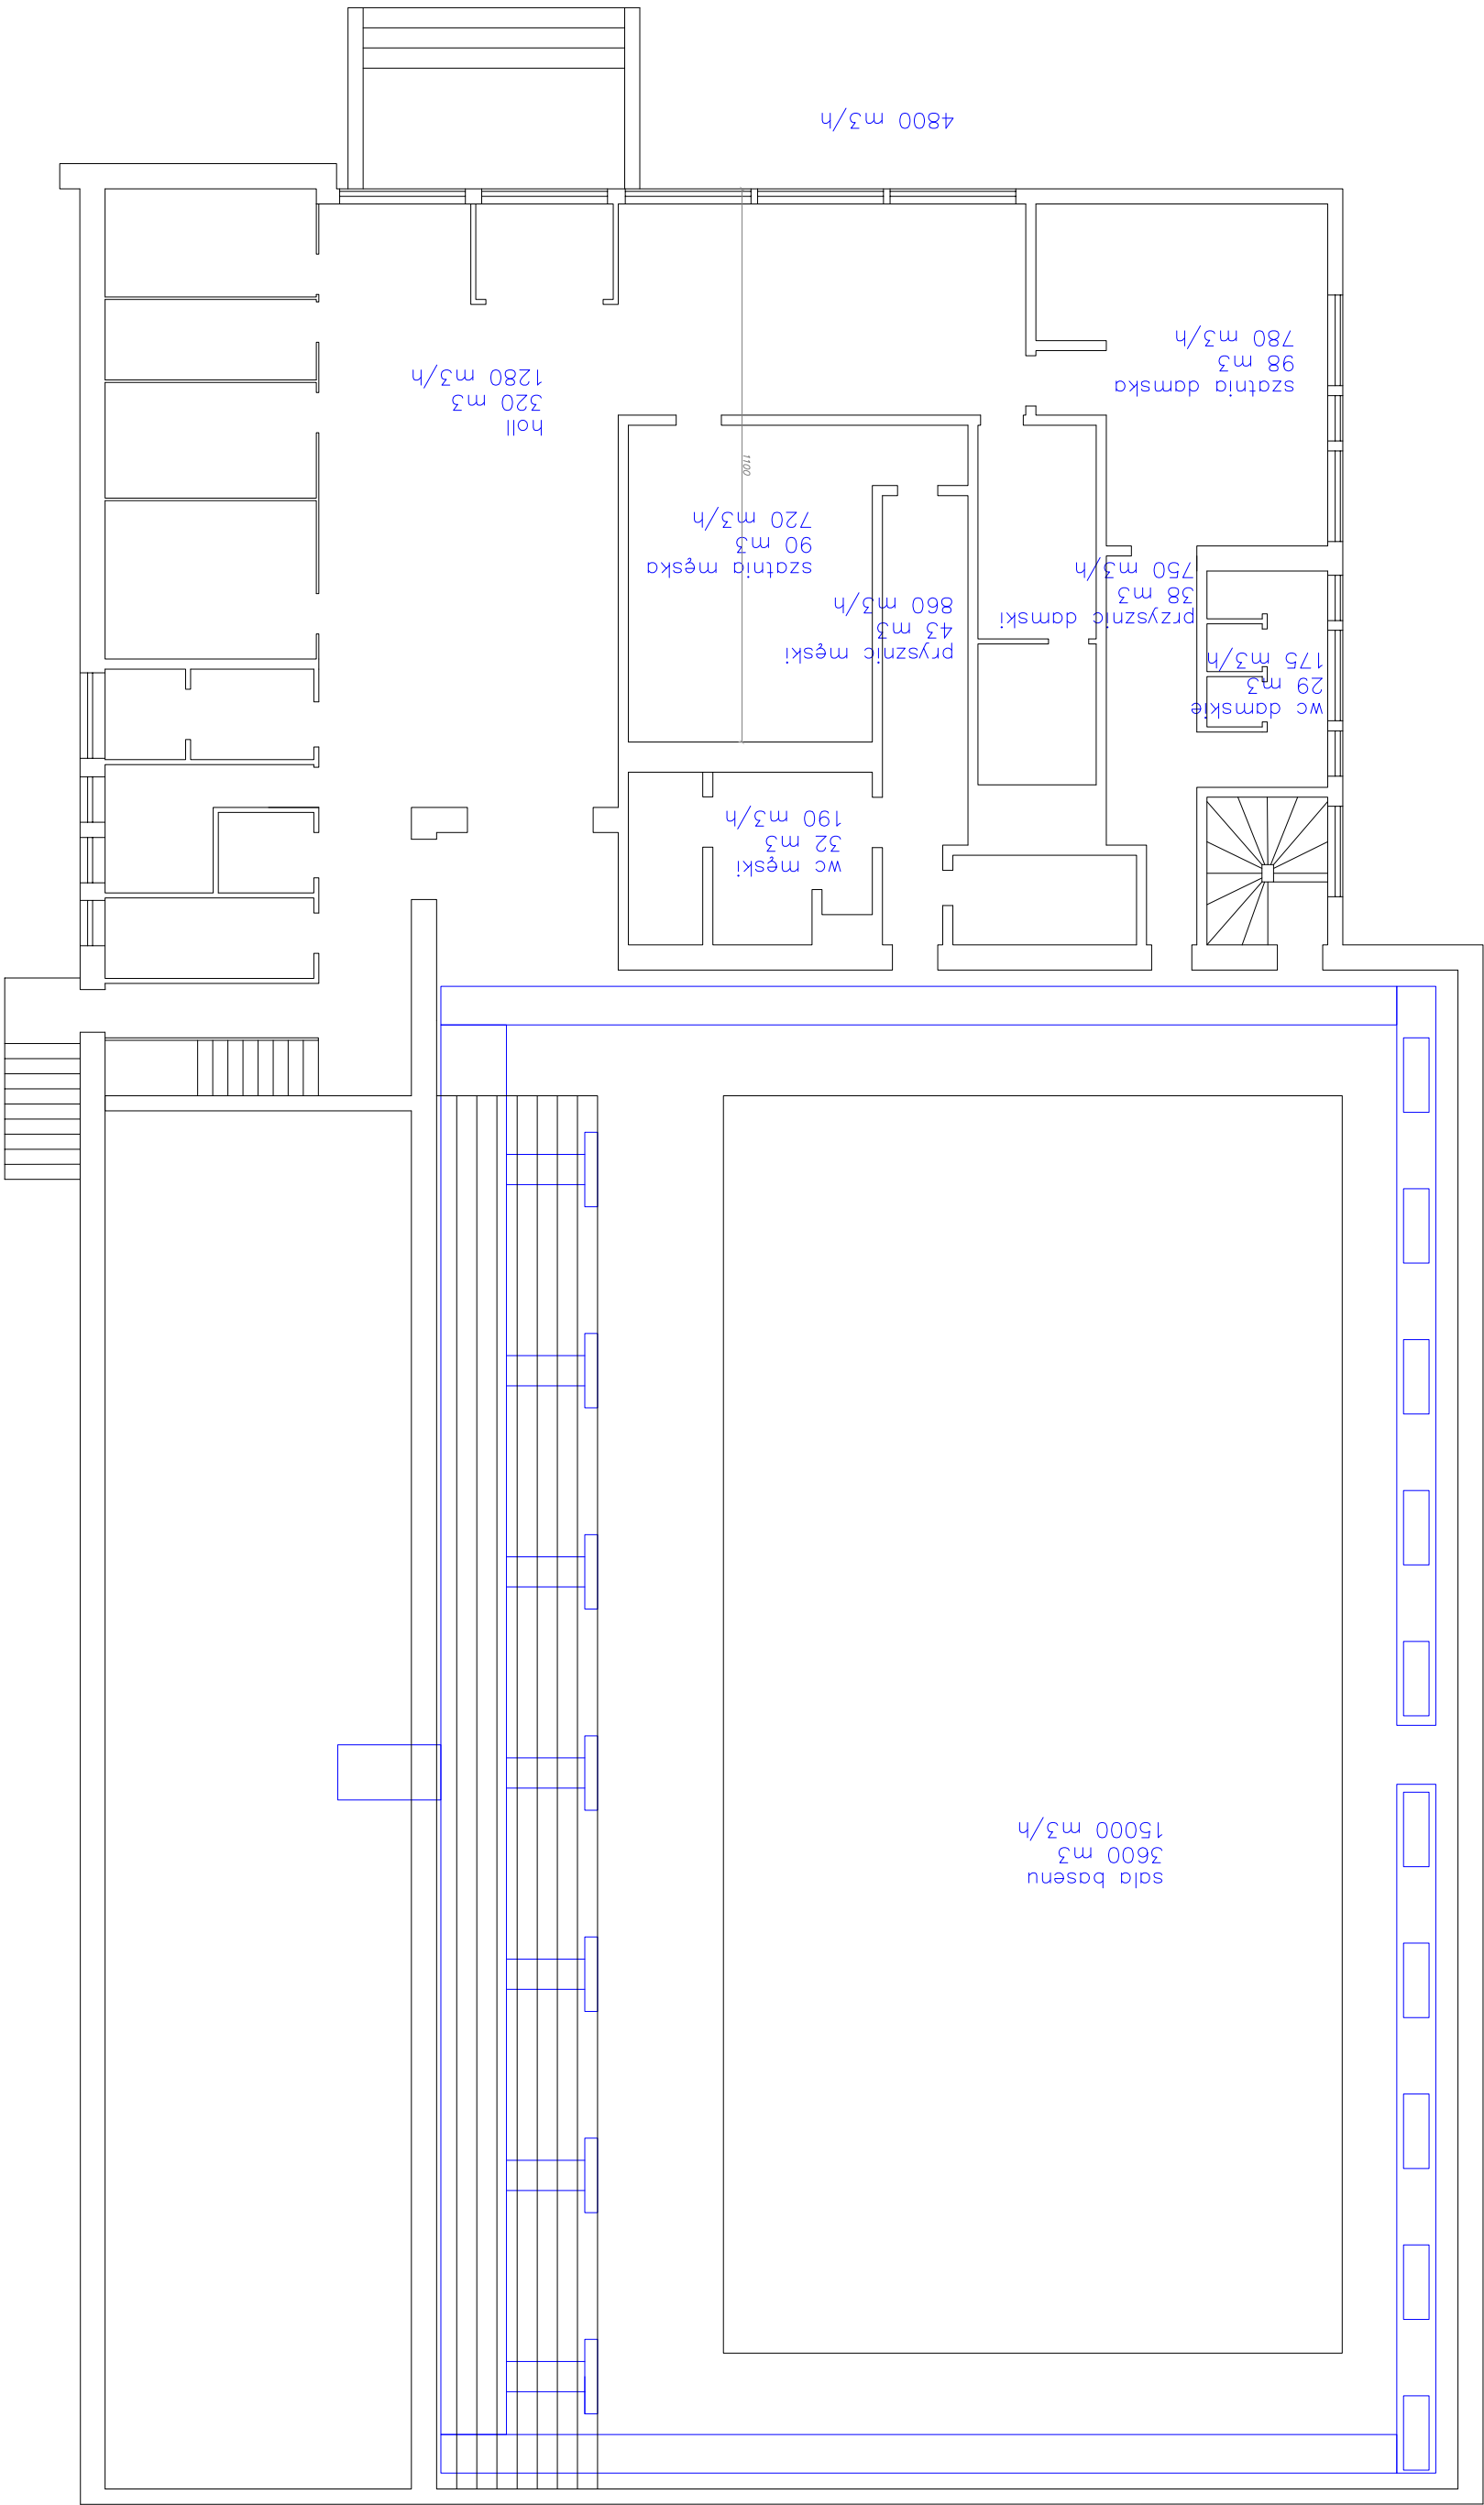 sala basenu
3600 m3
15000 m3/h
wc męski
32 m3
190 m3/h
wc damskie
29 m3
175 m3/h
prysznic męski
43 m3
860 m3/h
przysznic damski
38 m3
750 m3/h
szatnia męska
90 m3
720 m3/h
1100
holl
320 m3
1280 m3/h
szatnia damska
98 m3
780 m3/h
4800 m3/h